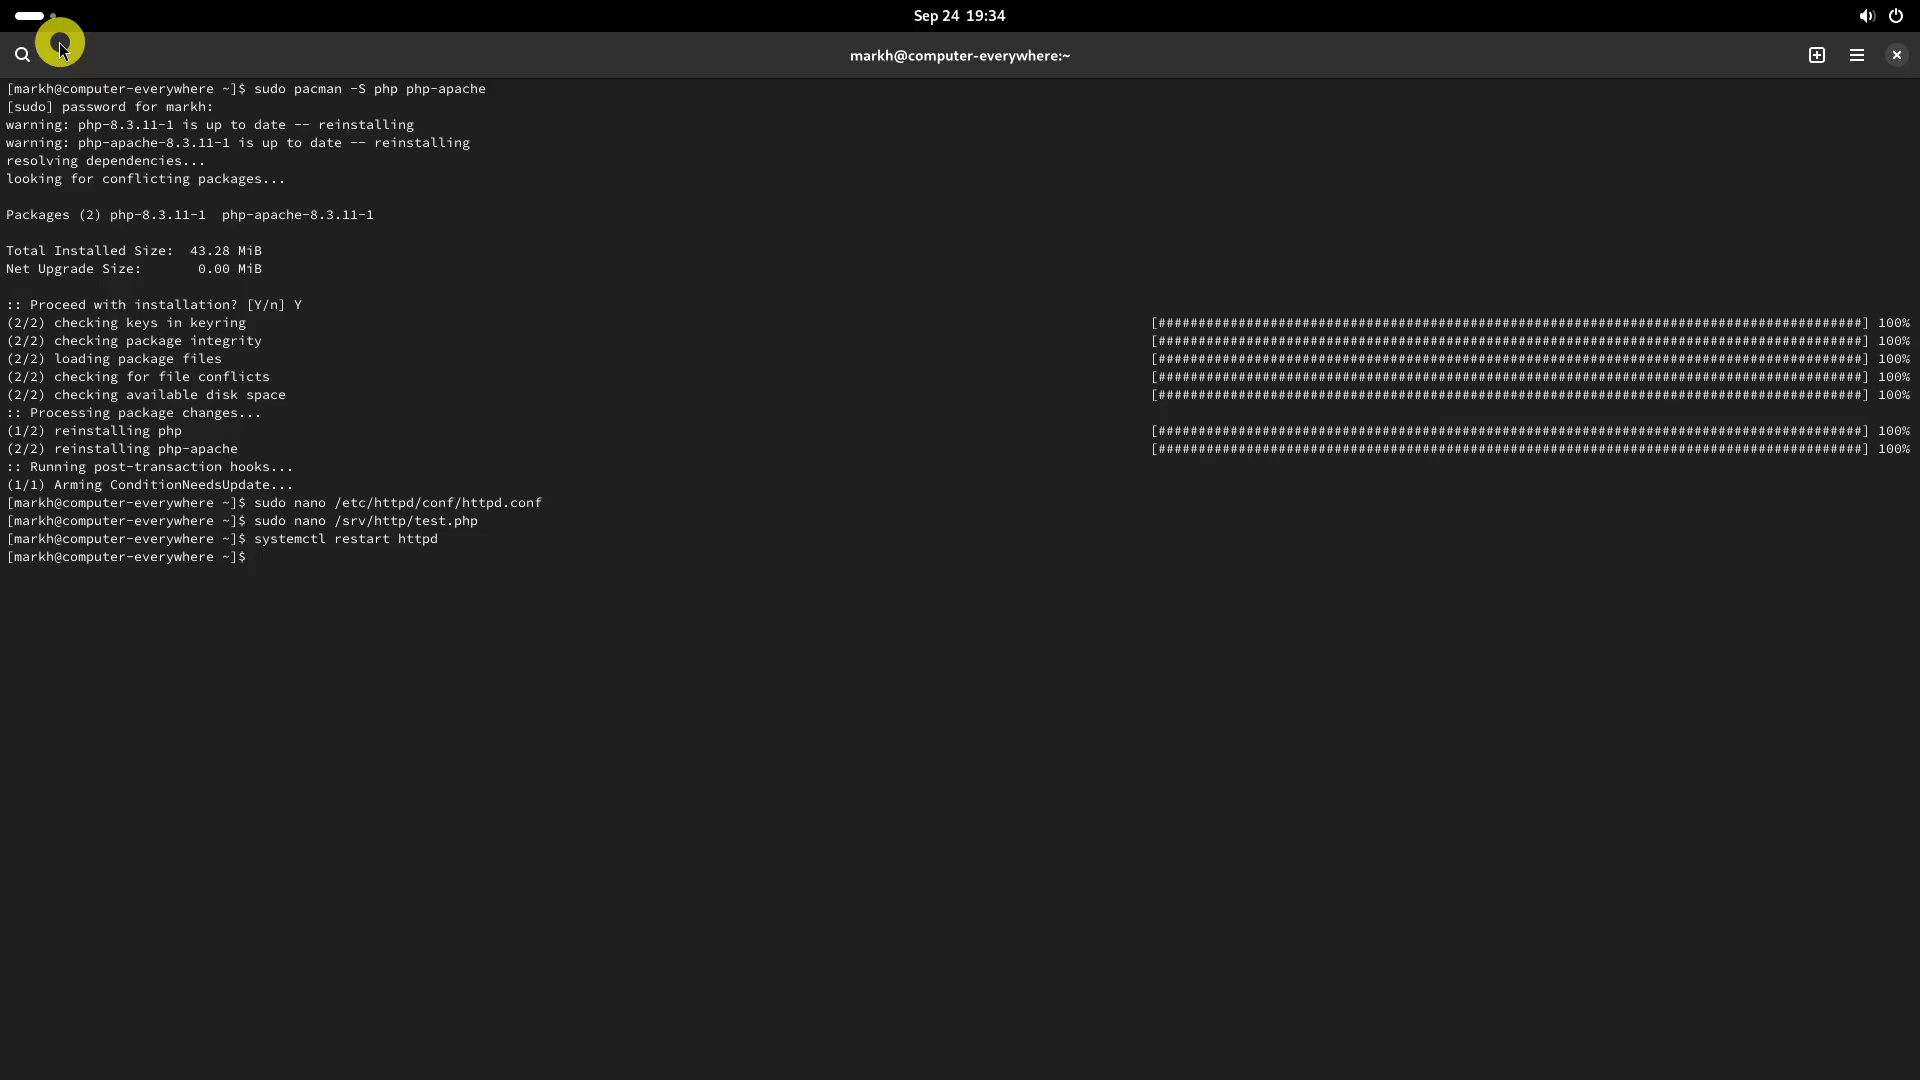 Sep 24 19:34
markh@computer-everywhere:~
[markh@computer-everywhere ~]$ sudo pacman -S php php-apache
[sudo] password for markh:
warning: php-8.3.11-1 is up to date -- reinstalling
warning: php-apache-8.3.11-1 is up to date -- reinstalling
resolving dependencies...
looking for conflicting packages...
Packages (2) php-8.3.11-1  php-apache-8.3.11-1
Total Installed Size:  43.28 MiB
Net Upgrade Size:       0.00 MiB
:: Proceed with installation? [Y/n] Y
(2/2) checking keys in keyring [########################################################################################] 100%
(2/2) checking package integrity [########################################################################################] 100%
(2/2) loading package files [########################################################################################] 100%
(2/2) checking for file conflicts [########################################################################################] 100%
(2/2) checking available disk space [########################################################################################] 100%
:: Processing package changes...
(1/2) reinstalling php [########################################################################################] 100%
(2/2) reinstalling php-apache [########################################################################################] 100%
:: Running post-transaction hooks...
(1/1) Arming ConditionNeedsUpdate...
[markh@computer-everywhere ~]$ sudo nano /etc/httpd/conf/httpd.conf
[markh@computer-everywhere ~]$ sudo nano /srv/http/test.php
[markh@computer-everywhere ~]$ systemctl restart httpd
[markh@computer-everywhere ~]$